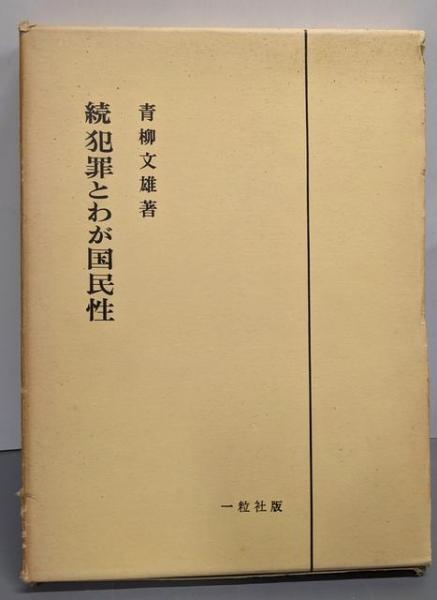 青柳文雄著
続犯罪とわが国民性
一粒社版